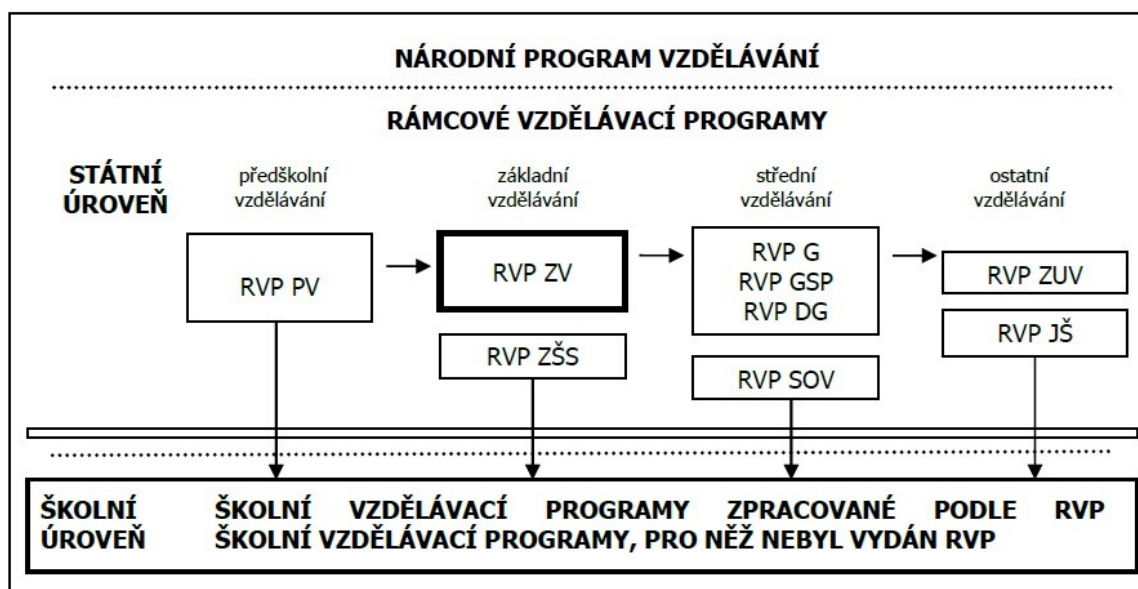 NÁRODNÍ PROGRAM VZDĚLÁVÁNÍ
RÁMCOVÉ VZDĚLÁVACÍ PROGRAMY
STÁTNÍ
ÚROVEŇ
předškolní
vzdělávání
základní
vzdělávání
střední
vzdělávání
ostatní
vzdělávání
RVP PV
RVP ZV
RVP ZŠS
RVP G
RVP GSP
RVP DG
RVP SOV
RVP ZUV
RVP JŠ
ŠKOLNÍ
ÚROVEŇ
ŠKOLNÍ VZDĚLÁVACÍ PROGRAMY ZPRACOVANÉ PODLE RVP
ŠKOLNÍ VZDĚLÁVACÍ PROGRAMY, PRO NĚŽ NEBYL VYDÁN RVP